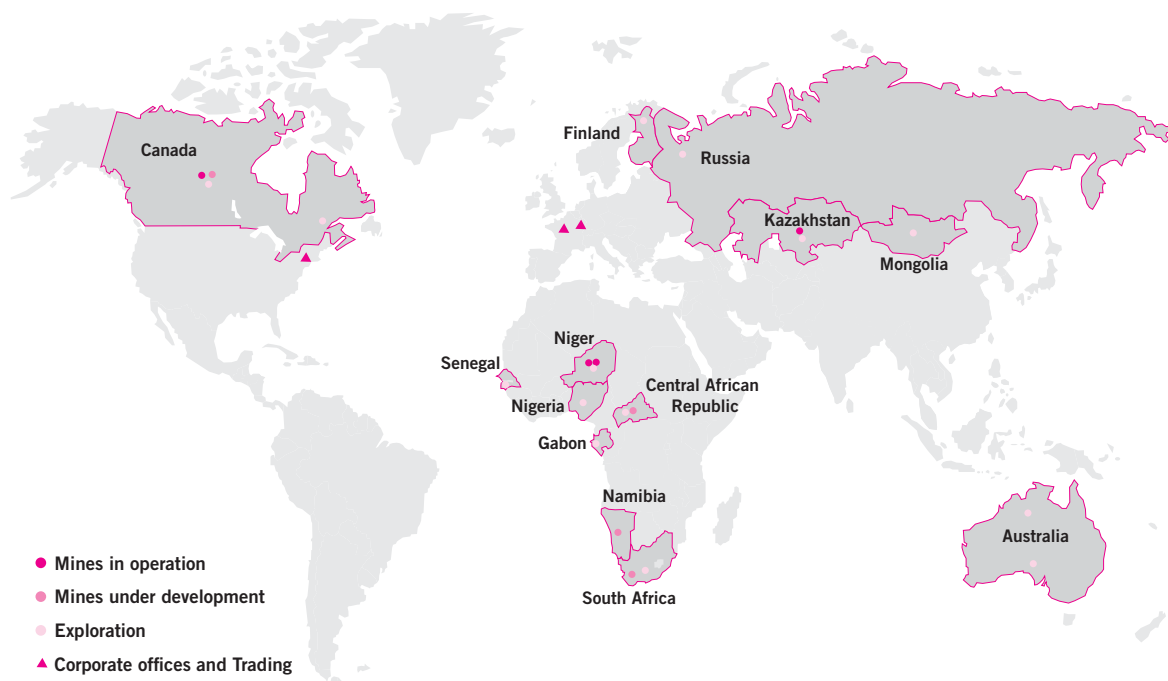 Finland
Canada
Russia
Kazakhstan
Mongolia
Niger
Senegal
Central African
Republic
Nigeria
Gabon
Namibia
Australia
South Africa
Mines in operation
Mines under development
Exploration
Corporate offices and Trading